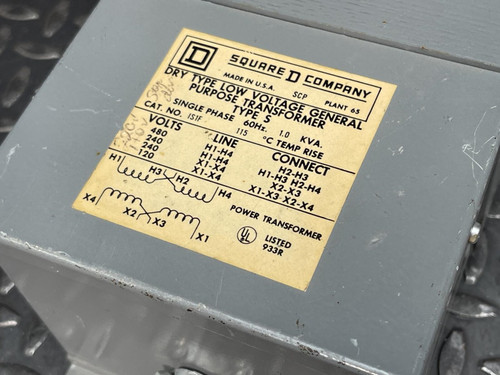 D SQUARE D COMPANY
MADE IN U.S.A. SCP PLANT 65
DRY TYPE LOW VOLTAGE GENERAL
PURPOSE TRANSFORMER
TYPE S
SINGLE PHASE 60Hz. 1.0 KVA.
CAT. NO. 1S1F 115 °C TEMP RISE
VOLTS LINE CONNECT
480 H1-H4 H2-H3
240 H1-H4 H1-H3 H2-H4
240 X1-X4 X2-X3
120 X1-X4 X1-X3 X2-X4
H1 H3 H2 H4
X4 X2 X3 X1
POWER TRANSFORMER
UL LISTED
933R